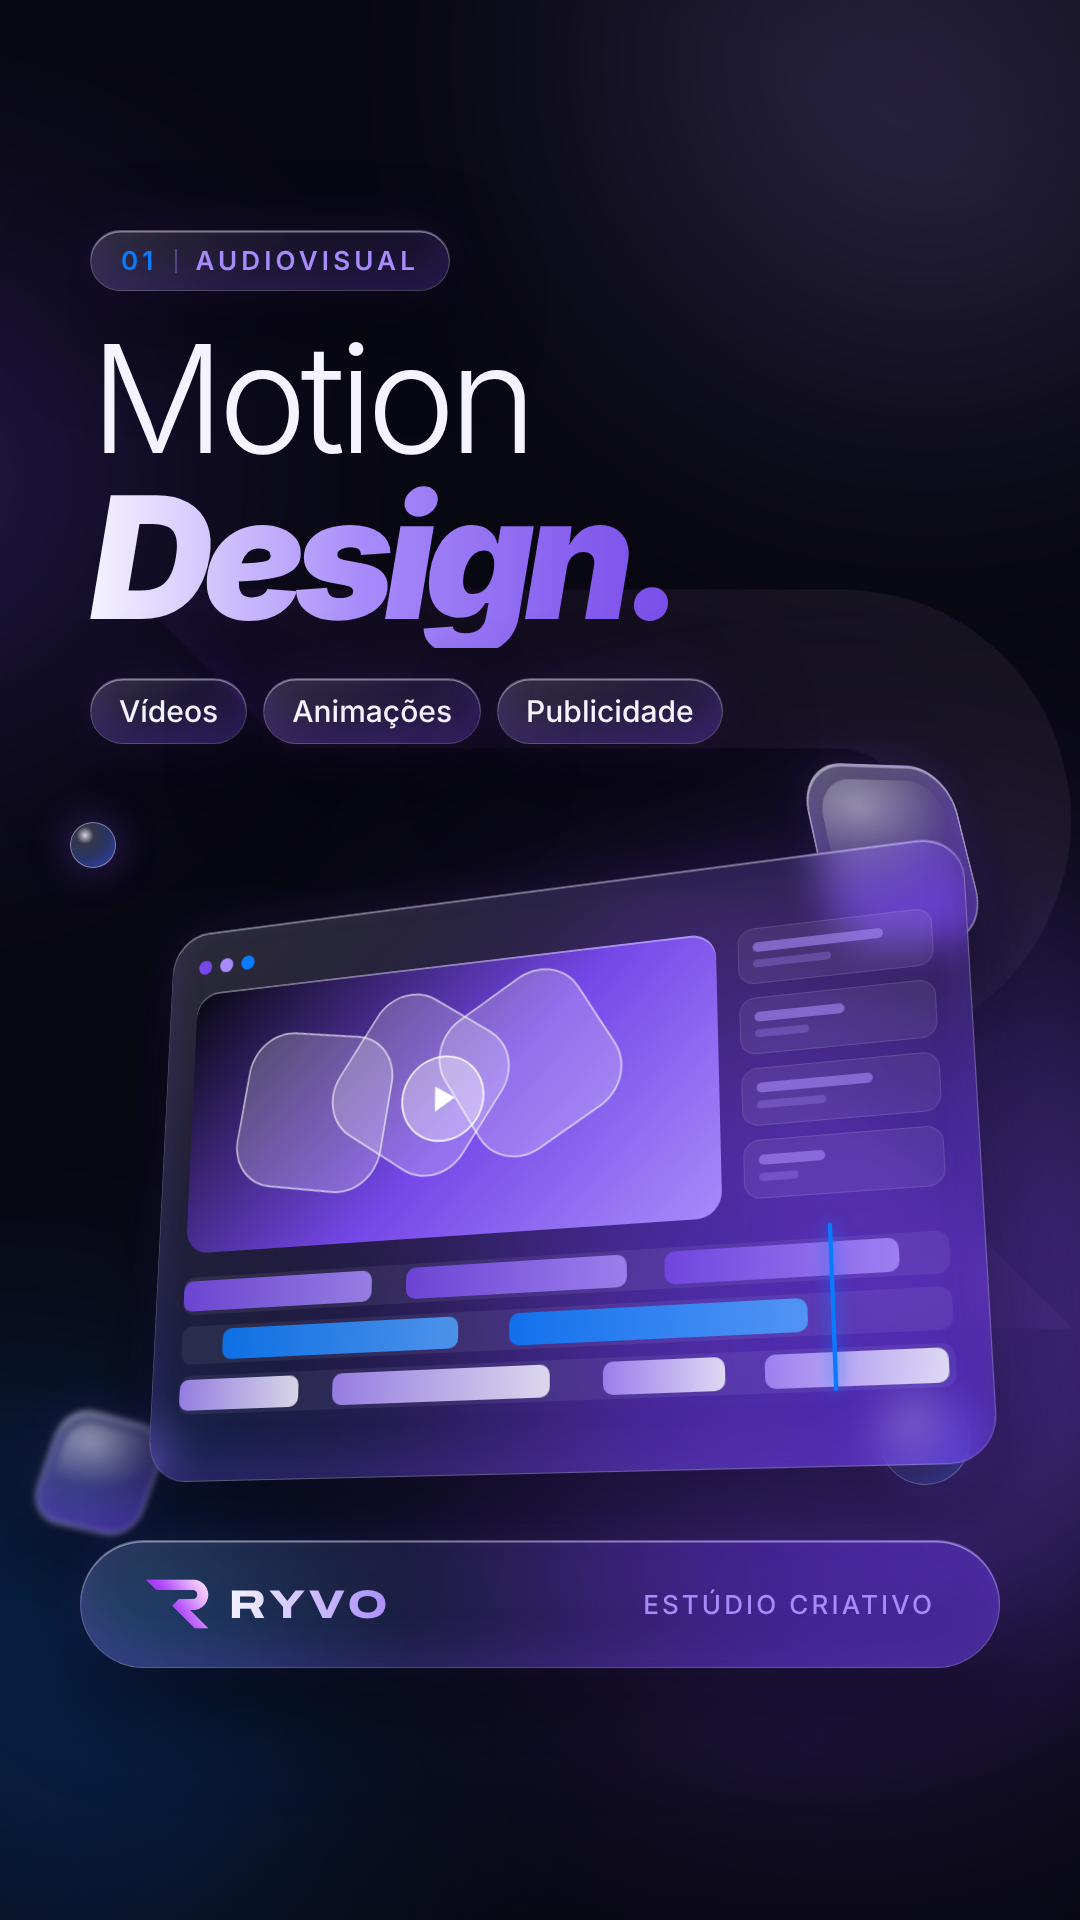 01 | AUDIOVISUAL
Motion
Design.
Vídeos Animações Publicidade
RYVO ESTÚDIO CRIATIVO